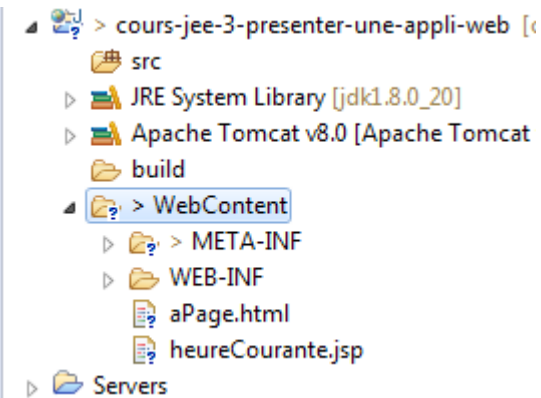 > cours-jee-3-presenter-une-appli-web [
src
JRE System Library [jdk1.8.0_20]
Apache Tomcat v8.0 [Apache Tomcat
build
> WebContent
> META-INF
WEB-INF
aPage.html
heureCourante.jsp
Servers